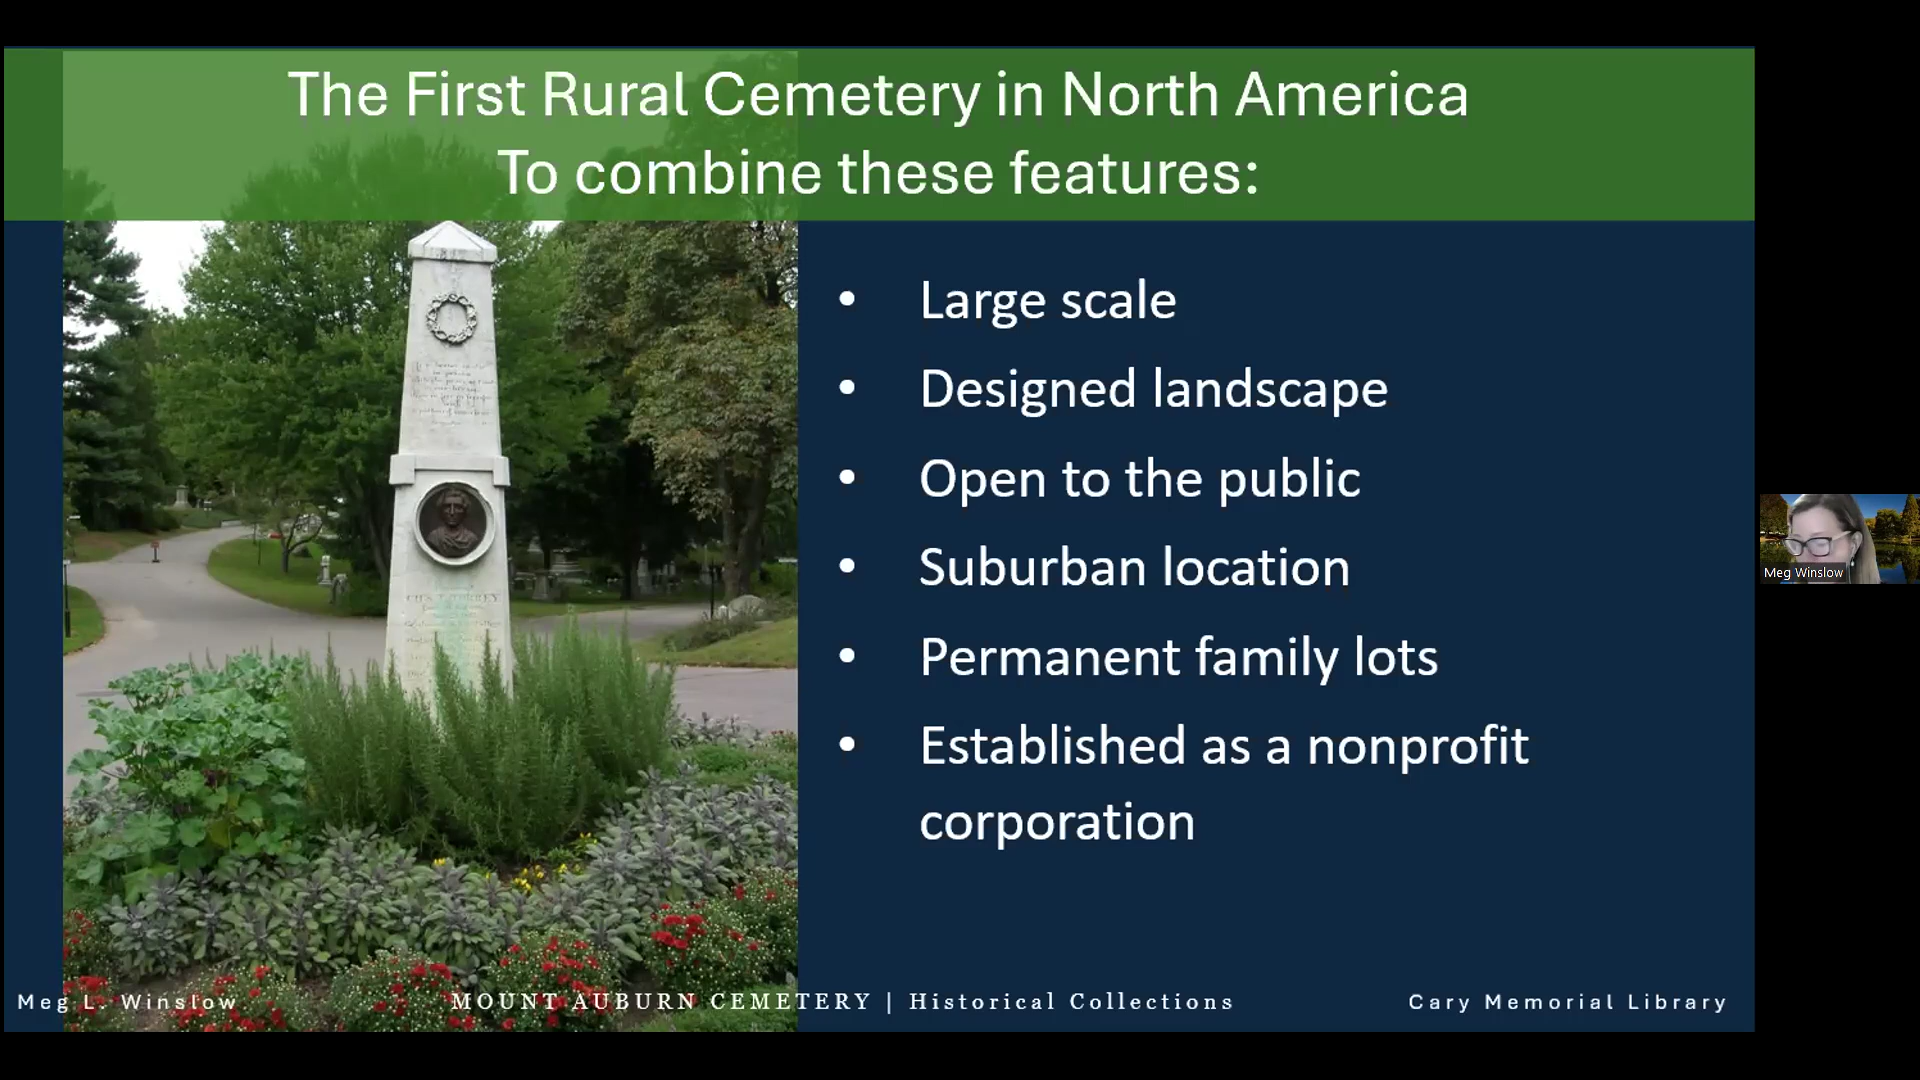 The First Rural Cemetery in North America
To combine these features:
• Large scale
• Designed landscape
• Open to the public
• Suburban location
• Permanent family lots
• Established as a nonprofit
corporation
Meg Winslow
Meg L. Winslow
MOUNT AUBURN CEMETERY | Historical Collections
Cary Memorial Library